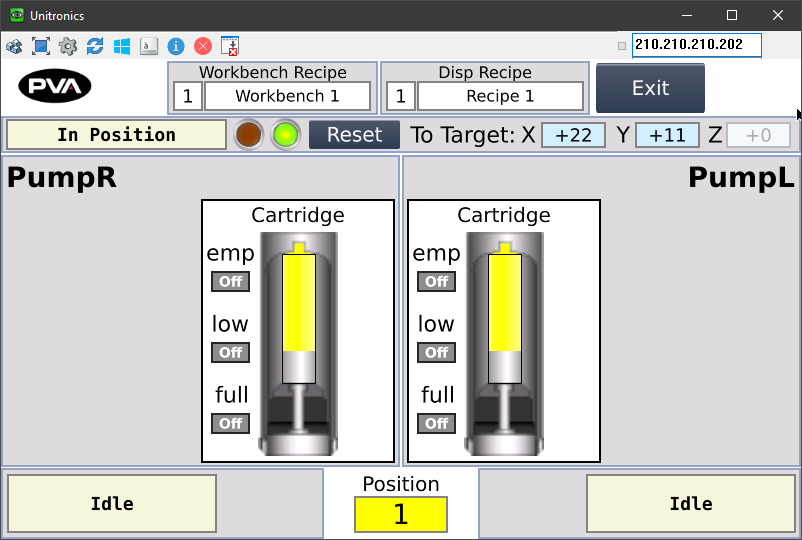 Unitronics
210.210.210.202
PVA
Workbench Recipe
1 Workbench 1
Disp Recipe
1 Recipe 1
Exit
In Position
Reset
To Target: X +22 Y +11 Z +0
PumpR
PumpL
Cartridge
emp
Off
low
Off
full
Off
Cartridge
emp
Off
low
Off
full
Off
Idle
Position
1
Idle